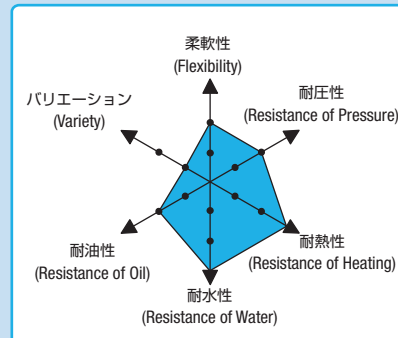 柔軟性
(Flexibility)
バリエーション
(Variety)
耐圧性
(Resistance of Pressure)
耐油性
(Resistance of Oil)
耐熱性
(Resistance of Heating)
耐水性
(Resistance of Water)